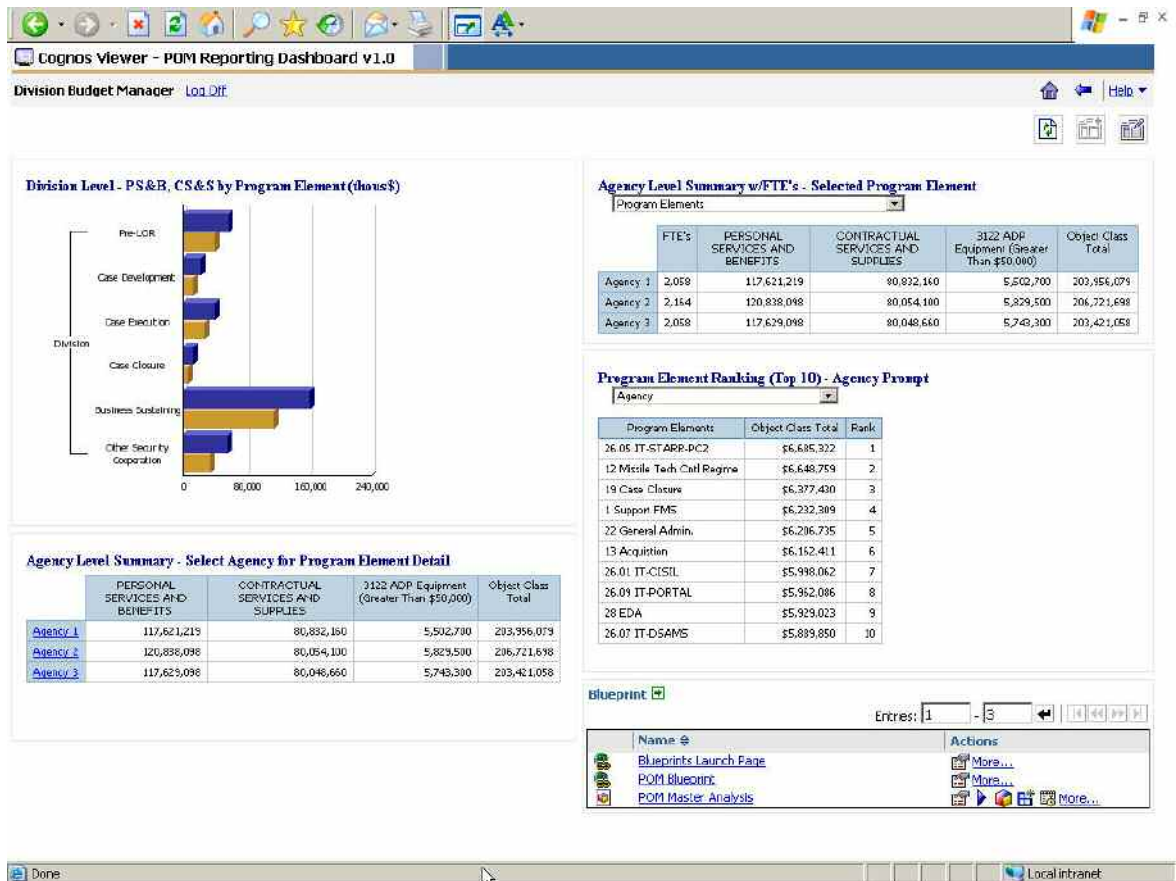 Cognos Viewer - POM Reporting Dashboard v1.0
Division Budget Manager Log Off
Help
Division Level - PS&B, CS&S by Program Element (thous$)
Pre-LOR
Case Development
Case Execution
Division
Case Closure
Business Sustaining
Other Security
Cooperation
0 80,000 160,000 240,000
Agency Level Summary - Select Agency for Program Element Detail
PERSONAL SERVICES AND BENEFITS CONTRACTUAL SERVICES AND SUPPLIES 3122 ADP Equipment (Greater Than $50,000) Object Class Total
Agency 1 117,621,219 80,832,160 5,502,700 203,956,079
Agency 2 120,838,098 80,054,100 5,829,500 206,721,698
Agency 3 117,629,098 80,048,660 5,743,300 203,421,058
Agency Level Summary w/FTE's - Selected Program Element
Program Elements
FTE's PERSONAL SERVICES AND BENEFITS CONTRACTUAL SERVICES AND SUPPLIES 3122 ADP Equipment (Greater Than $50,000) Object Class Total
Agency 1 2,058 117,621,219 80,832,160 5,502,700 203,956,079
Agency 2 2,164 120,838,098 80,054,100 5,829,500 206,721,698
Agency 3 2,058 117,629,098 80,048,660 5,743,300 203,421,058
Program Element Ranking (Top 10) - Agency Prompt
Agency
Program Elements Object Class Total Rank
26.05 IT-STARR-PC2 $6,685,322 1
12 Missile Tech Cntl Regime $6,648,759 2
19 Case Closure $6,377,430 3
1 Support FMS $6,232,309 4
22 General Admin. $6,206,735 5
13 Acquistion $6,162,411 6
26.01 IT-CISIL $5,998,062 7
26.09 IT-PORTAL $5,962,086 8
28 EDA $5,929,023 9
26.07 IT-DSAMS $5,889,850 10
Blueprint
Entries: 1 - 3
Name Actions
Blueprints Launch Page More...
POM Blueprint More...
POM Master Analysis More...
Done Local intranet